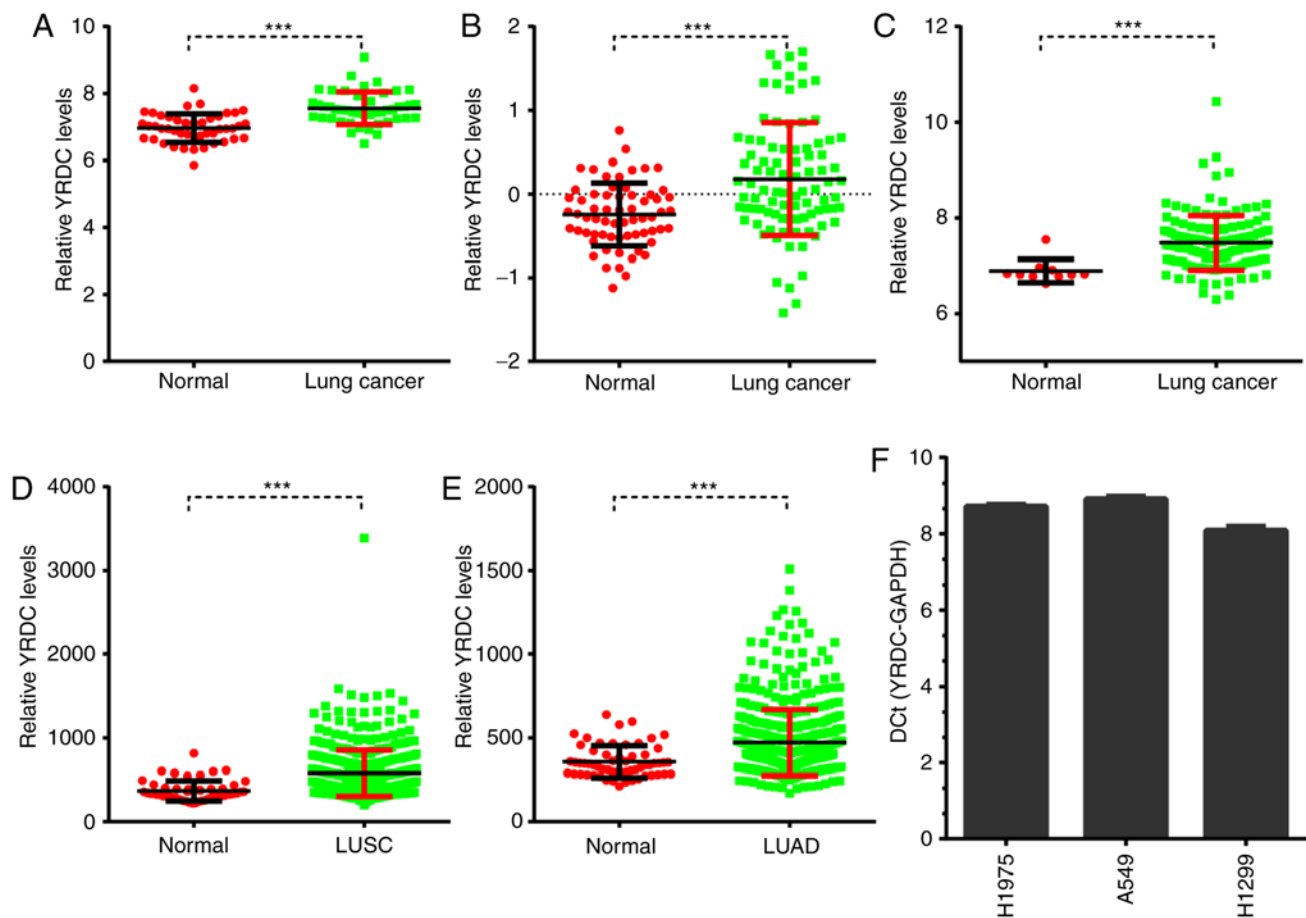 A
Relative YRDC levels
10
8
6
4
2
0
***
Normal
Lung cancer
B
Relative YRDC levels
2
1
0
−1
−2
***
Normal
Lung cancer
C
Relative YRDC levels
12
10
8
6
***
Normal
Lung cancer
D
Relative YRDC levels
4000
3000
2000
1000
0
***
Normal
LUSC
E
Relative YRDC levels
2000
1500
1000
500
0
***
Normal
LUAD
F
DCt (YRDC-GAPDH)
10
8
6
4
2
0
H1975
A549
H1299